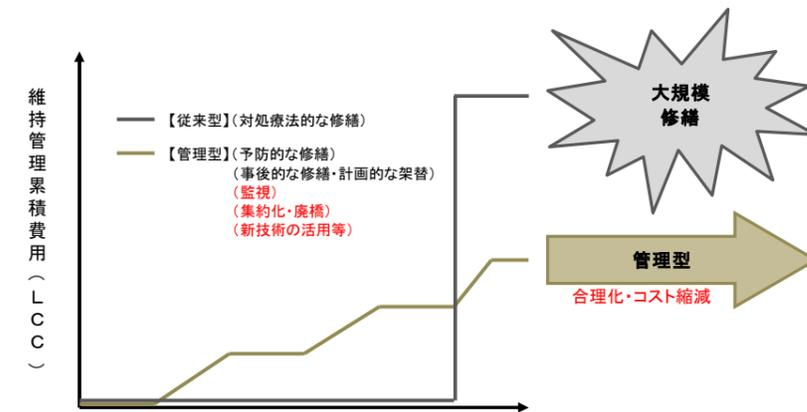 維持管理累積費用（LCC）
【従来型】（対処療法的な修繕）
【管理型】（予防的な修繕）
（事後的な修繕・計画的な架替）
（監視）
（集約化・廃橋）
（新技術の活用等）
大規模
修繕
管理型
合理化・コスト縮減